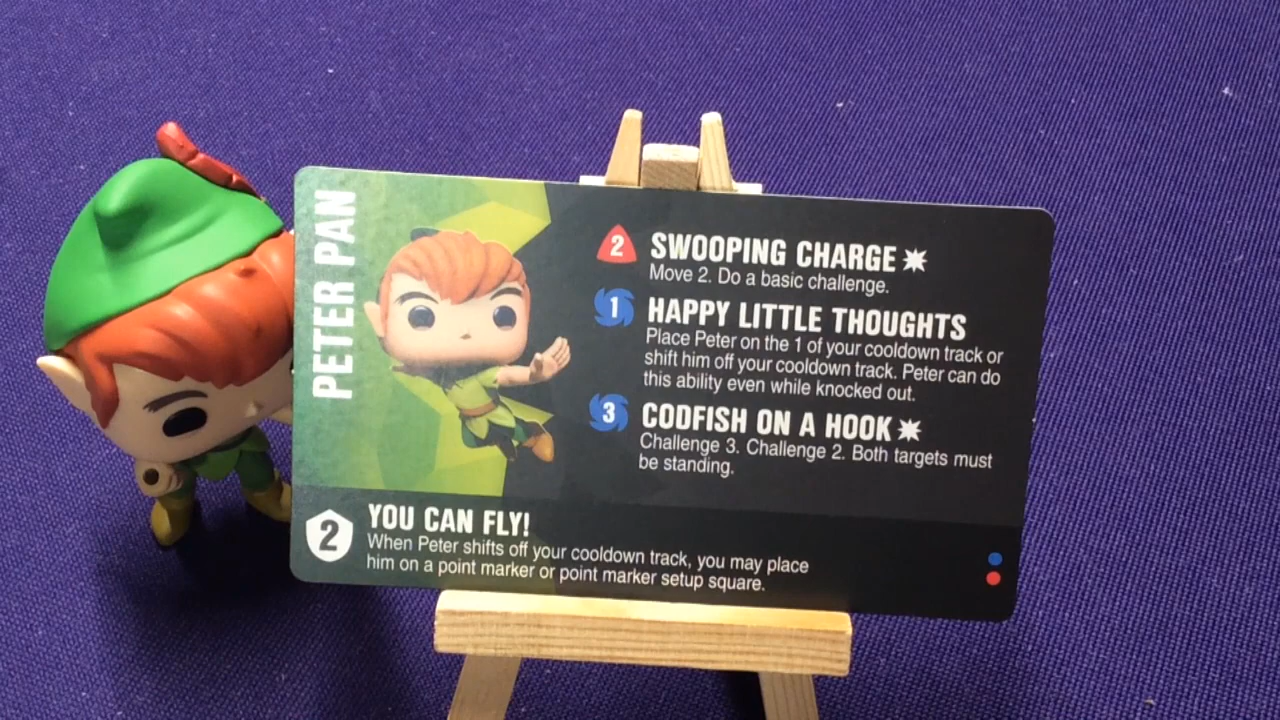 PETER PAN
2 SWOOPING CHARGE
Move 2. Do a basic challenge.
1 HAPPY LITTLE THOUGHTS
Place Peter on the 1 of your cooldown track or
shift him off your cooldown track. Peter can do
this ability even while knocked out.
3 CODFISH ON A HOOK
Challenge 3. Challenge 2. Both targets must
be standing.
2 YOU CAN FLY!
When Peter shifts off your cooldown track, you may place
him on a point marker or point marker setup square.